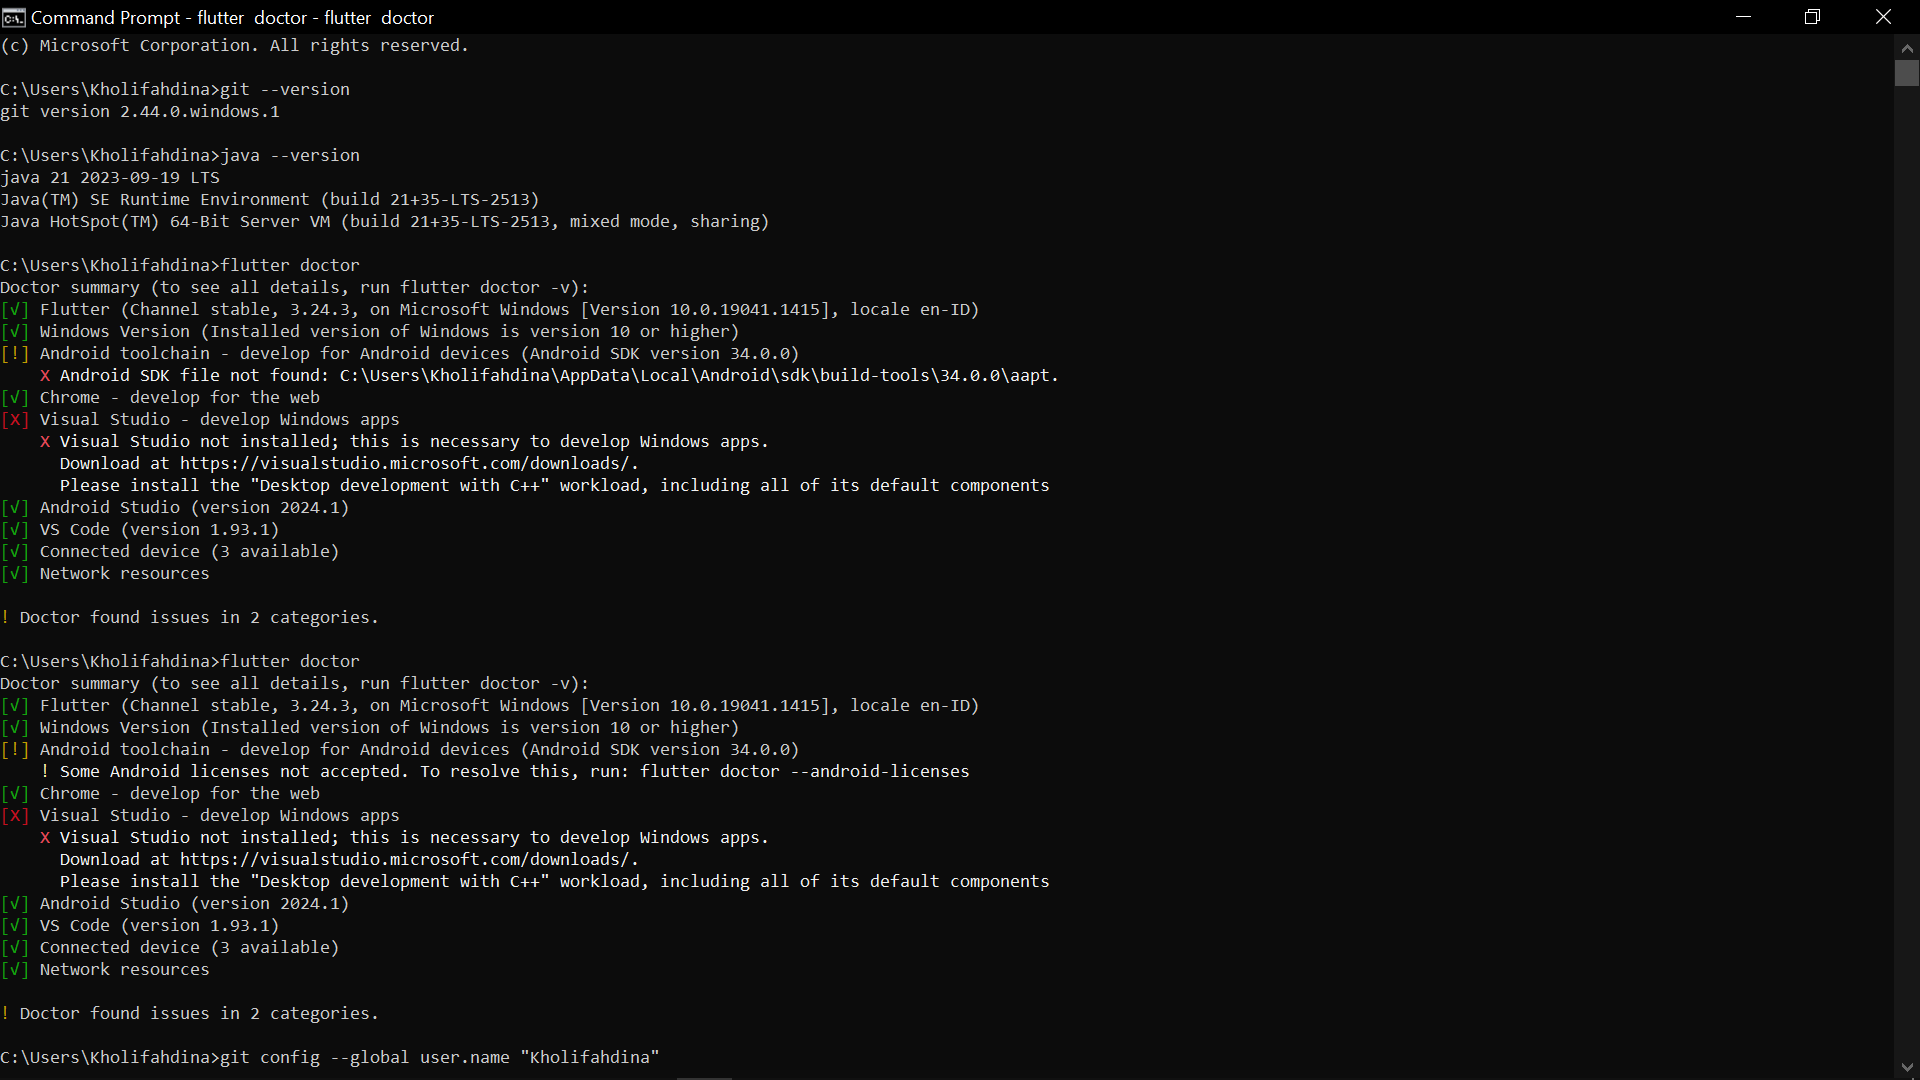 Command Prompt - flutter  doctor - flutter  doctor
(c) Microsoft Corporation. All rights reserved.
C:\Users\Kholifahdina>git --version
git version 2.44.0.windows.1
C:\Users\Kholifahdina>java --version
java 21 2023-09-19 LTS
Java(TM) SE Runtime Environment (build 21+35-LTS-2513)
Java HotSpot(TM) 64-Bit Server VM (build 21+35-LTS-2513, mixed mode, sharing)
C:\Users\Kholifahdina>flutter doctor
Doctor summary (to see all details, run flutter doctor -v):
[√] Flutter (Channel stable, 3.24.3, on Microsoft Windows [Version 10.0.19041.1415], locale en-ID)
[√] Windows Version (Installed version of Windows is version 10 or higher)
[!] Android toolchain - develop for Android devices (Android SDK version 34.0.0)
    X Android SDK file not found: C:\Users\Kholifahdina\AppData\Local\Android\sdk\build-tools\34.0.0\aapt.
[√] Chrome - develop for the web
[X] Visual Studio - develop Windows apps
    X Visual Studio not installed; this is necessary to develop Windows apps.
      Download at https://visualstudio.microsoft.com/downloads/.
      Please install the "Desktop development with C++" workload, including all of its default components
[√] Android Studio (version 2024.1)
[√] VS Code (version 1.93.1)
[√] Connected device (3 available)
[√] Network resources
! Doctor found issues in 2 categories.
C:\Users\Kholifahdina>flutter doctor
Doctor summary (to see all details, run flutter doctor -v):
[√] Flutter (Channel stable, 3.24.3, on Microsoft Windows [Version 10.0.19041.1415], locale en-ID)
[√] Windows Version (Installed version of Windows is version 10 or higher)
[!] Android toolchain - develop for Android devices (Android SDK version 34.0.0)
    ! Some Android licenses not accepted. To resolve this, run: flutter doctor --android-licenses
[√] Chrome - develop for the web
[X] Visual Studio - develop Windows apps
    X Visual Studio not installed; this is necessary to develop Windows apps.
      Download at https://visualstudio.microsoft.com/downloads/.
      Please install the "Desktop development with C++" workload, including all of its default components
[√] Android Studio (version 2024.1)
[√] VS Code (version 1.93.1)
[√] Connected device (3 available)
[√] Network resources
! Doctor found issues in 2 categories.
C:\Users\Kholifahdina>git config --global user.name "Kholifahdina"